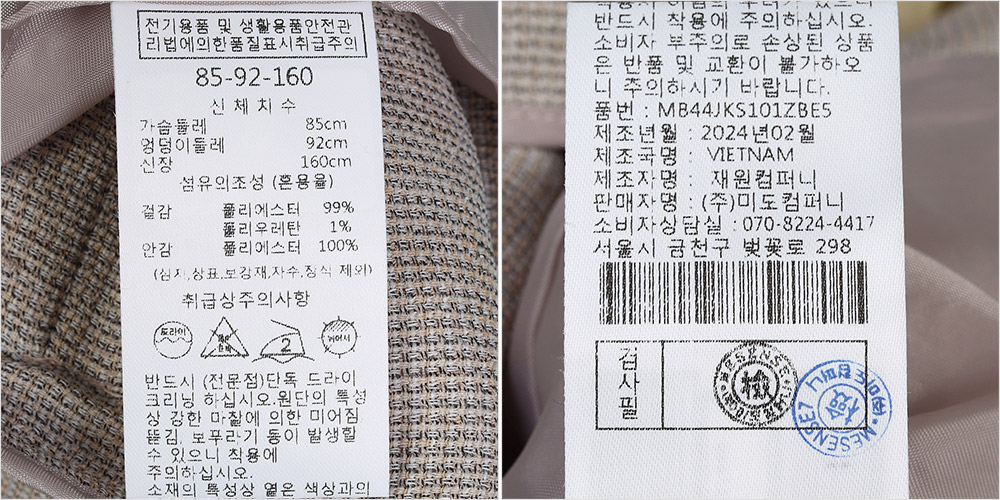 전기용품 및 생활용품안전관
리법에의한품질표시취급주의
85-92-160
신체치수
가슴둘레 85cm
엉덩이둘레 92cm
신장 160cm
섬유의조성 (혼용율)
겉감 폴리에스터 99%
폴리우레탄 1%
안감 폴리에스터 100%
(심지,상표,보강재,자수,장식 제외)
취급상주의사항
드라이
2
반드시 (전문점)단독 드라이
크리닝 하십시오.원단의 특성
상 강한 마찰에 의한 미어짐
뜯김, 보푸라기 등이 발생할
수 있으니 착용에
주의하십시오.
소재의 특성상 옅은 색상과의
반드시 착용에 주의하십시오.
소비자 부주의로 손상된 상품
은 반품 및 교환이 불가하오
니 주의하시기 바랍니다.
품번 : MB44JKS101ZBE5
제조년월 : 2024년02월
제조국명 : VIETNAM
제조자명 : 재원컴퍼니
판매자명 : (주)미도컴퍼니
소비자상담실 : 070-8224-4417
서울시 금천구 벚꽃로 298
검사필
檢
檢